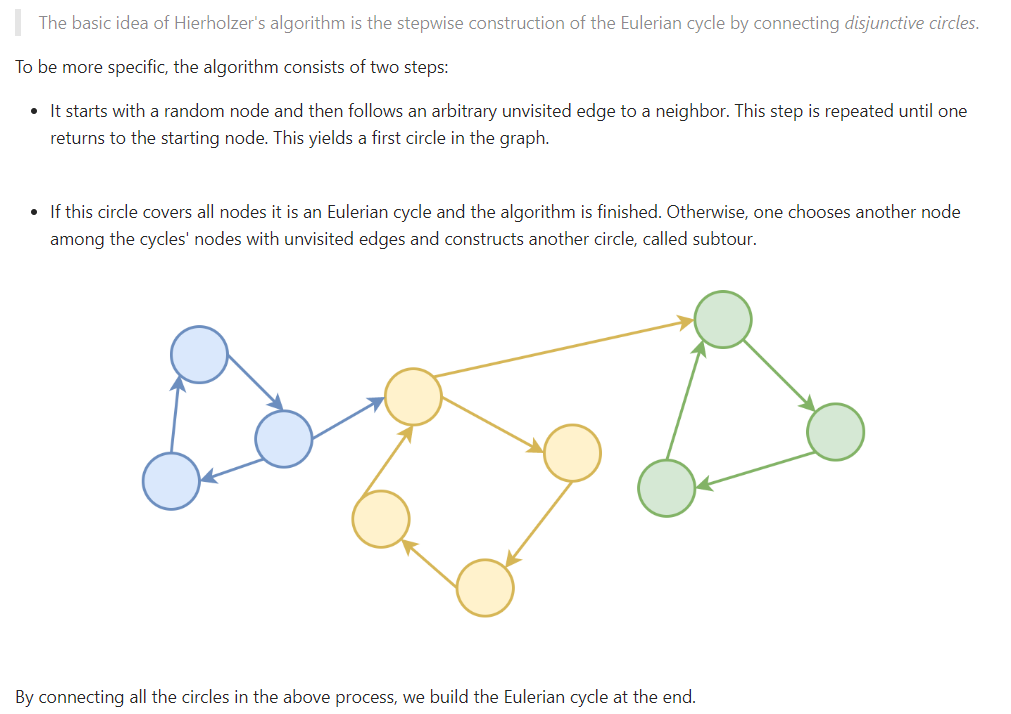 The basic idea of Hierholzer's algorithm is the stepwise construction of the Eulerian cycle by connecting disjunctive circles.
To be more specific, the algorithm consists of two steps:
• It starts with a random node and then follows an arbitrary unvisited edge to a neighbor. This step is repeated until one
returns to the starting node. This yields a first circle in the graph.
• If this circle covers all nodes it is an Eulerian cycle and the algorithm is finished. Otherwise, one chooses another node
among the cycles' nodes with unvisited edges and constructs another circle, called subtour.
By connecting all the circles in the above process, we build the Eulerian cycle at the end.